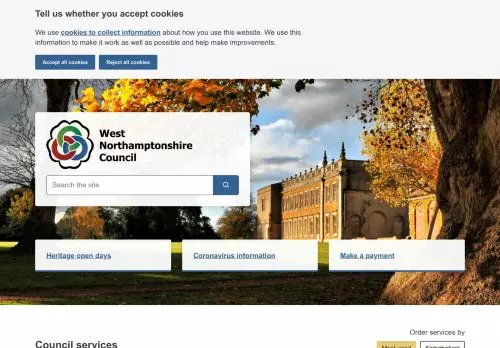 Tell us whether you accept cookies
We use cookies to collect information about how you use this website. We use this
information to make it work as well as possible and help make improvements.
Accept all cookies
Reject all cookies
West
Northamptonshire
Council
Search the site
Heritage open days
Coronavirus information
Make a payment
Order services by
Council services
Most used
Alphabetical